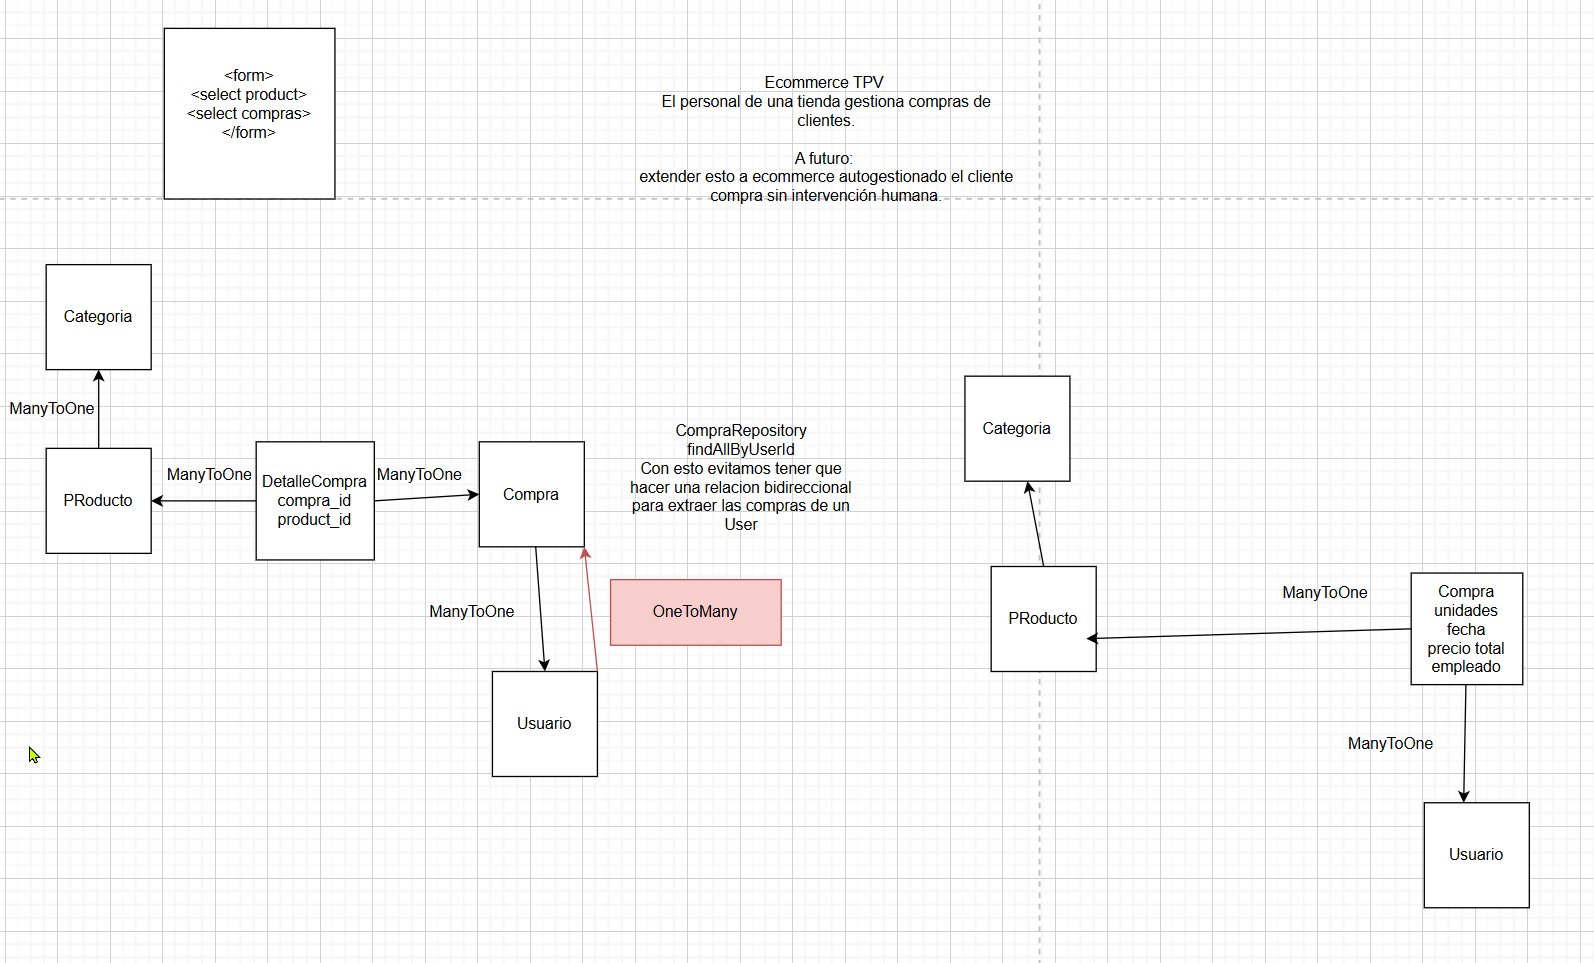 <form>
<select product>
<select compras>
</form>
Ecommerce TPV
El personal de una tienda gestiona compras de
clientes.
A futuro:
extender esto a ecommerce autogestionado el cliente
compra sin intervención humana.
Categoria
ManyToOne
PRoducto
ManyToOne
DetalleCompra
compra_id
product_id
ManyToOne
Compra
CompraRepository
findAllByUserId
Con esto evitamos tener que
hacer una relacion bidireccional
para extraer las compras de un
User
ManyToOne
OneToMany
Usuario
Categoria
PRoducto
ManyToOne
Compra
unidades
fecha
precio total
empleado
ManyToOne
Usuario